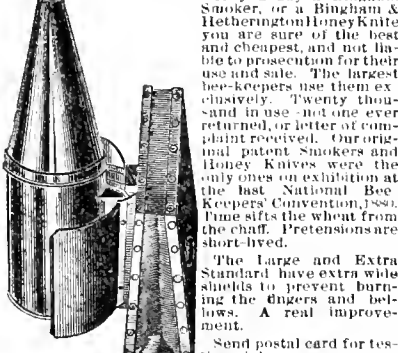 Smoker, or a Bingham &
Hetherington Honey Knife
you are sure of the best
and cheapest, and not lia-
ble to prosecution for their
use and sale. The largest
bee-keepers use them ex-
clusively. Twenty thou-
sand in use—not one ever
returned, or letter of com-
plaint received. Our orig-
inal patent Smokers and
Honey Knives were the
only ones on exhibition at
the last National Bee
Keepers' Convention, 1880.
Time sifts the wheat from
the chaff. Pretensions are
short-lived.
The Large and Extra
Standard have extra wide
shields to prevent burn-
ing the fingers and bel-
lows. A real improve-
ment.
Send postal card for tes-